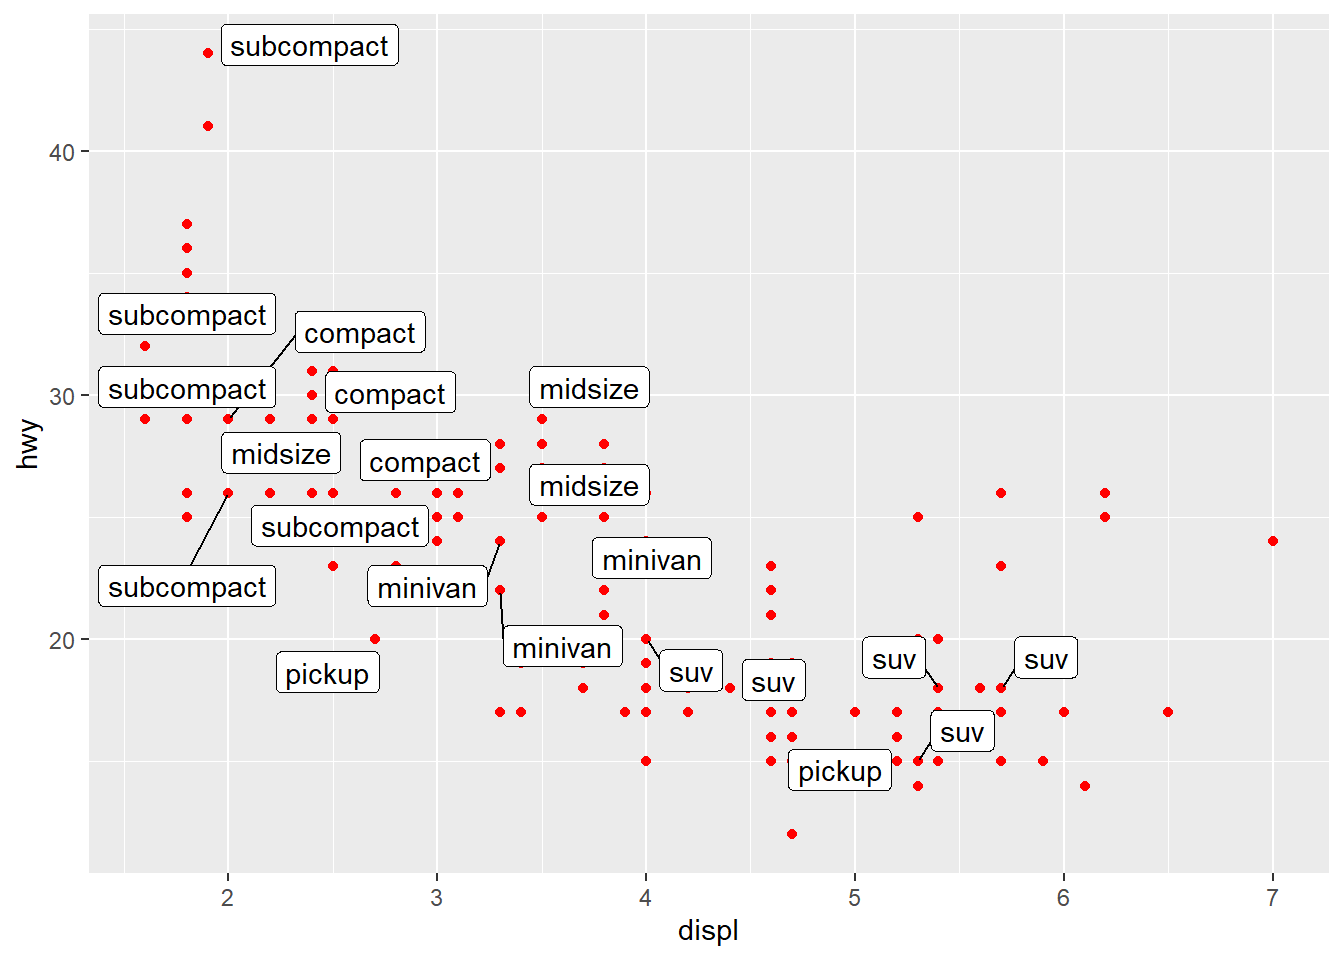 subcompact
40
subcompact
compact
subcompact
30
compact
midsize
hwy
midsize
compact
midsize
subcompact
minivan
subcompact
minivan
20
minivan
suv
suv
suv
pickup
suv
suv
pickup
2 3 4 5 6 7
displ